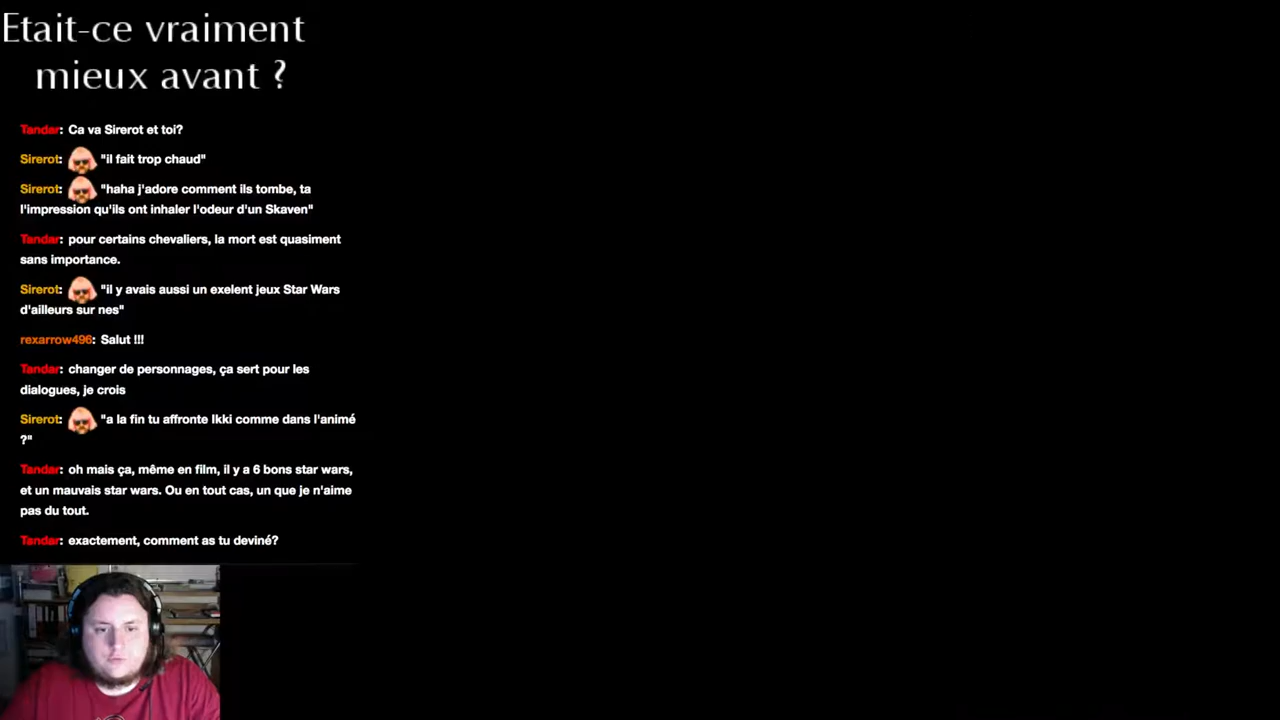 Etait-ce vraiment
mieux avant ?
Tandar: Ca va Sirerot et toi?
Sirerot: "il fait trop chaud"
Sirerot: "haha j'adore comment ils tombe, ta
l'impression qu'ils ont inhaler l'odeur d'un Skaven"
Tandar: pour certains chevaliers, la mort est quasiment
sans importance.
Sirerot: "il y avais aussi un exelent jeux Star Wars
d'ailleurs sur nes"
rexarrow496: Salut !!!
Tandar: changer de personnages, ça sert pour les
dialogues, je crois
Sirerot: "a la fin tu affronte Ikki comme dans l'animé
?"
Tandar: oh mais ça, même en film, il y a 6 bons star wars,
et un mauvais star wars. Ou en tout cas, un que je n'aime
pas du tout.
Tandar: exactement, comment as tu deviné?